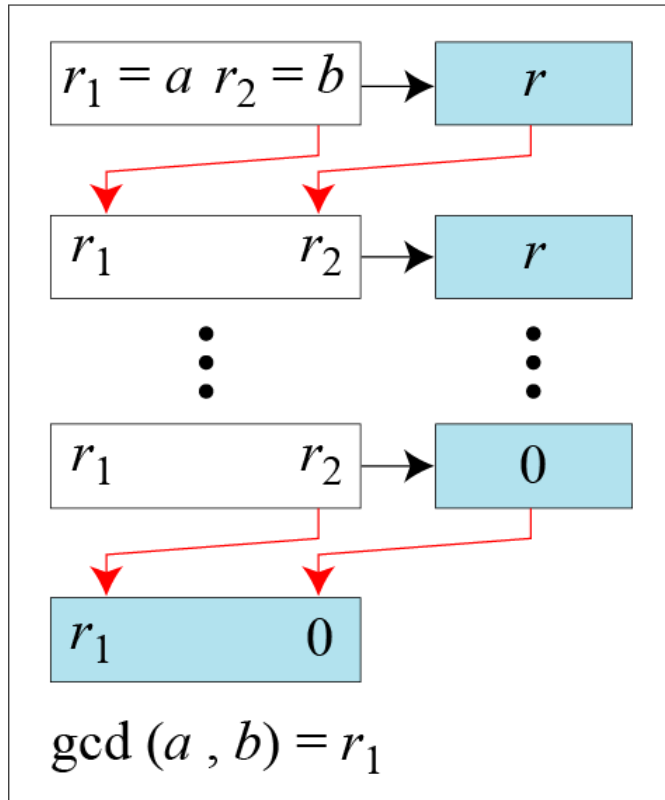 r₁ = a r₂ = b r
r₁ r₂ r
r₁ r₂ 0
r₁ 0
gcd (a , b) = r₁